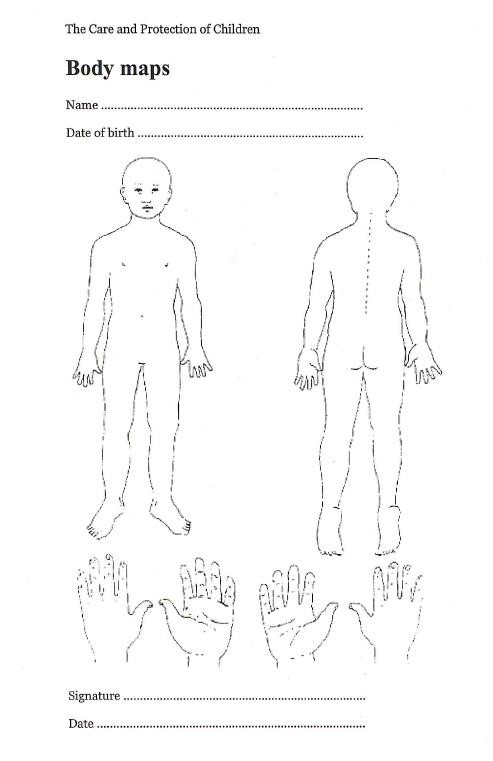 The Care and Protection of Children
Body maps
Name ................................................................................
Date of birth ......................................................................
Signature ..........................................................................
Date ...................................................................................